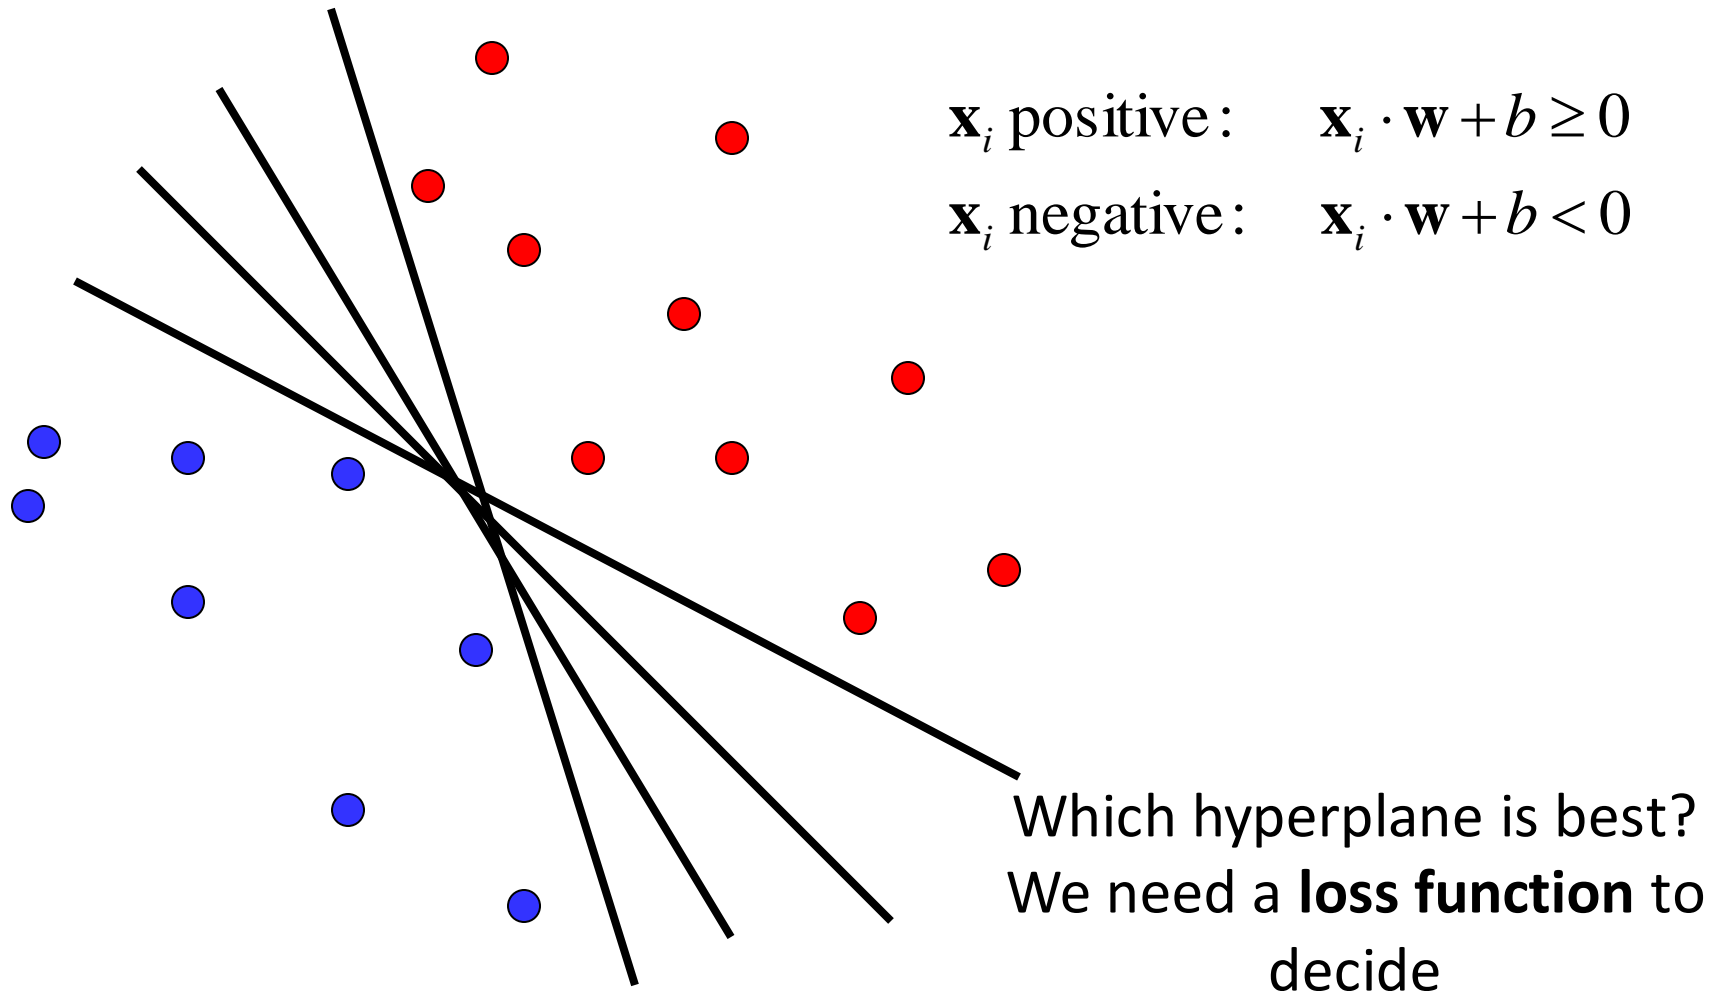 𝐱ᵢ positive: 𝐱ᵢ · 𝐰 + b ≥ 0
𝐱ᵢ negative: 𝐱ᵢ · 𝐰 + b < 0
Which hyperplane is best?
We need a loss function to
decide